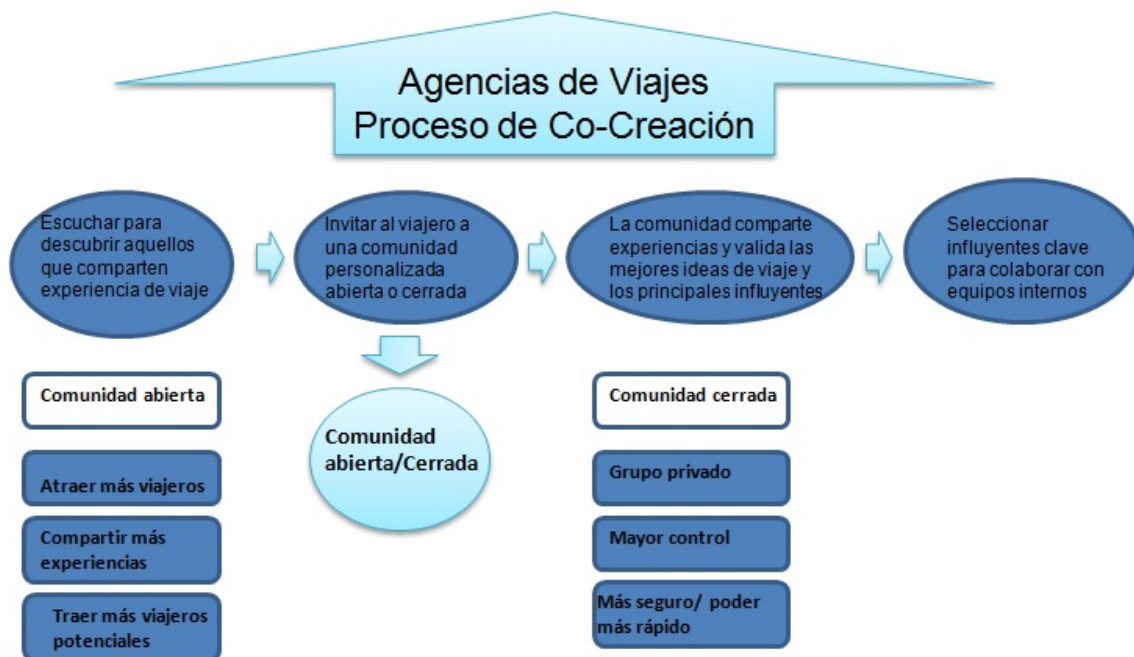 Agencias de Viajes
Proceso de Co-Creación
Escuchar para
descubrir aquellos
que comparten
experiencia de viaje
Invitar al viajero a
una comunidad
personalizada
abierta o cerrada
La comunidad comparte
experiencias y valida las
mejores ideas de viaje y
los principales influyentes
Seleccionar
influyentes clave
para colaborar con
equipos internos
Comunidad abierta
Atraer más viajeros
Compartir más
experiencias
Traer más viajeros
potenciales
Comunidad
abierta/Cerrada
Comunidad cerrada
Grupo privado
Mayor control
Más seguro/ poder
más rápido